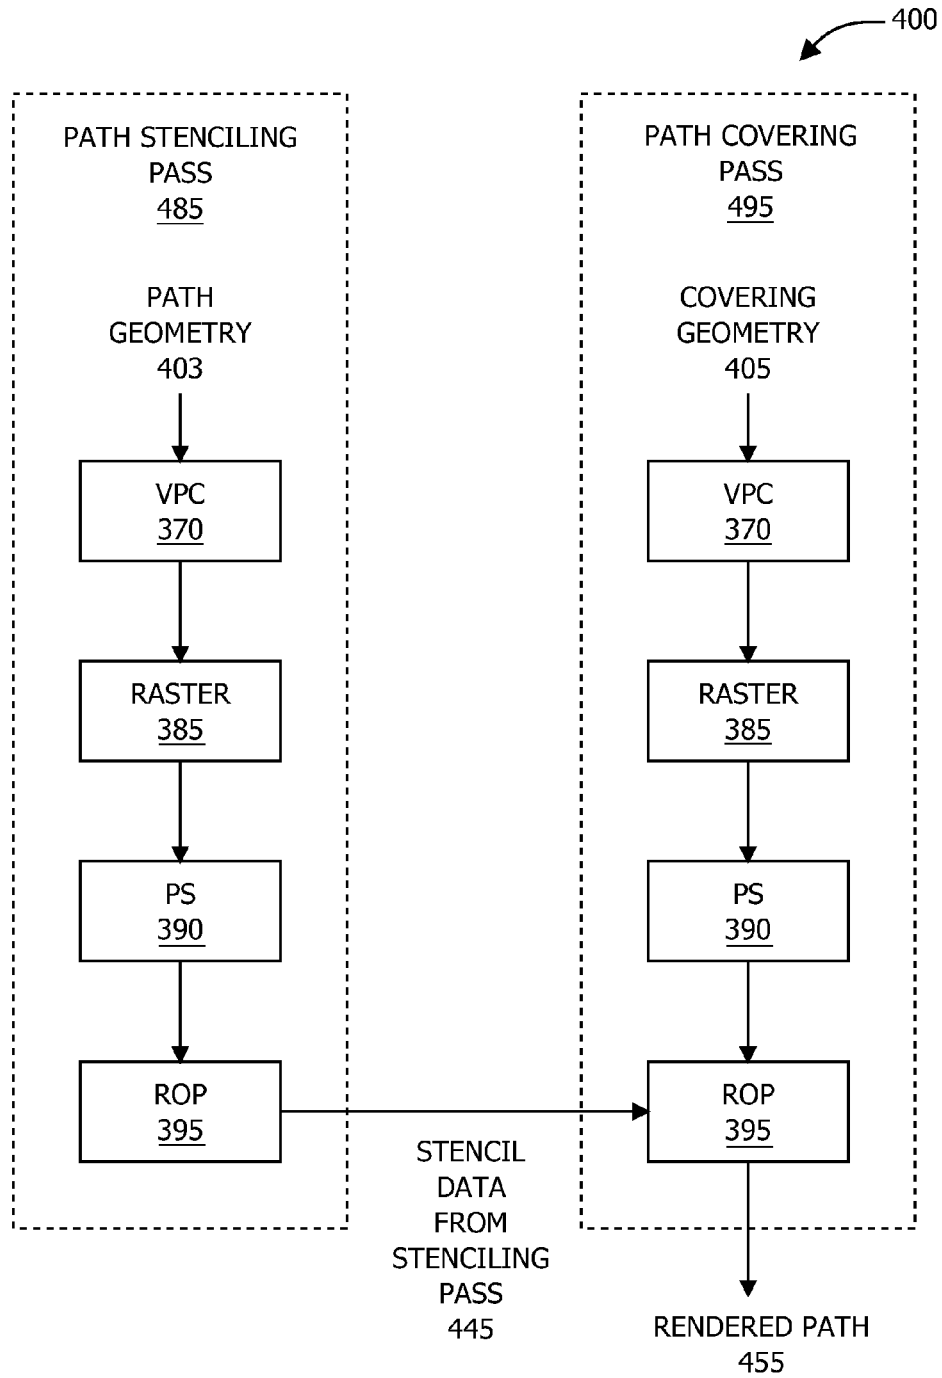 400
PATH STENCILING
PASS
485
PATH
GEOMETRY
403
VPC
370
RASTER
385
PS
390
ROP
395
STENCIL
DATA
FROM
STENCILING
PASS
445
PATH COVERING
PASS
495
COVERING
GEOMETRY
405
VPC
370
RASTER
385
PS
390
ROP
395
RENDERED PATH
455